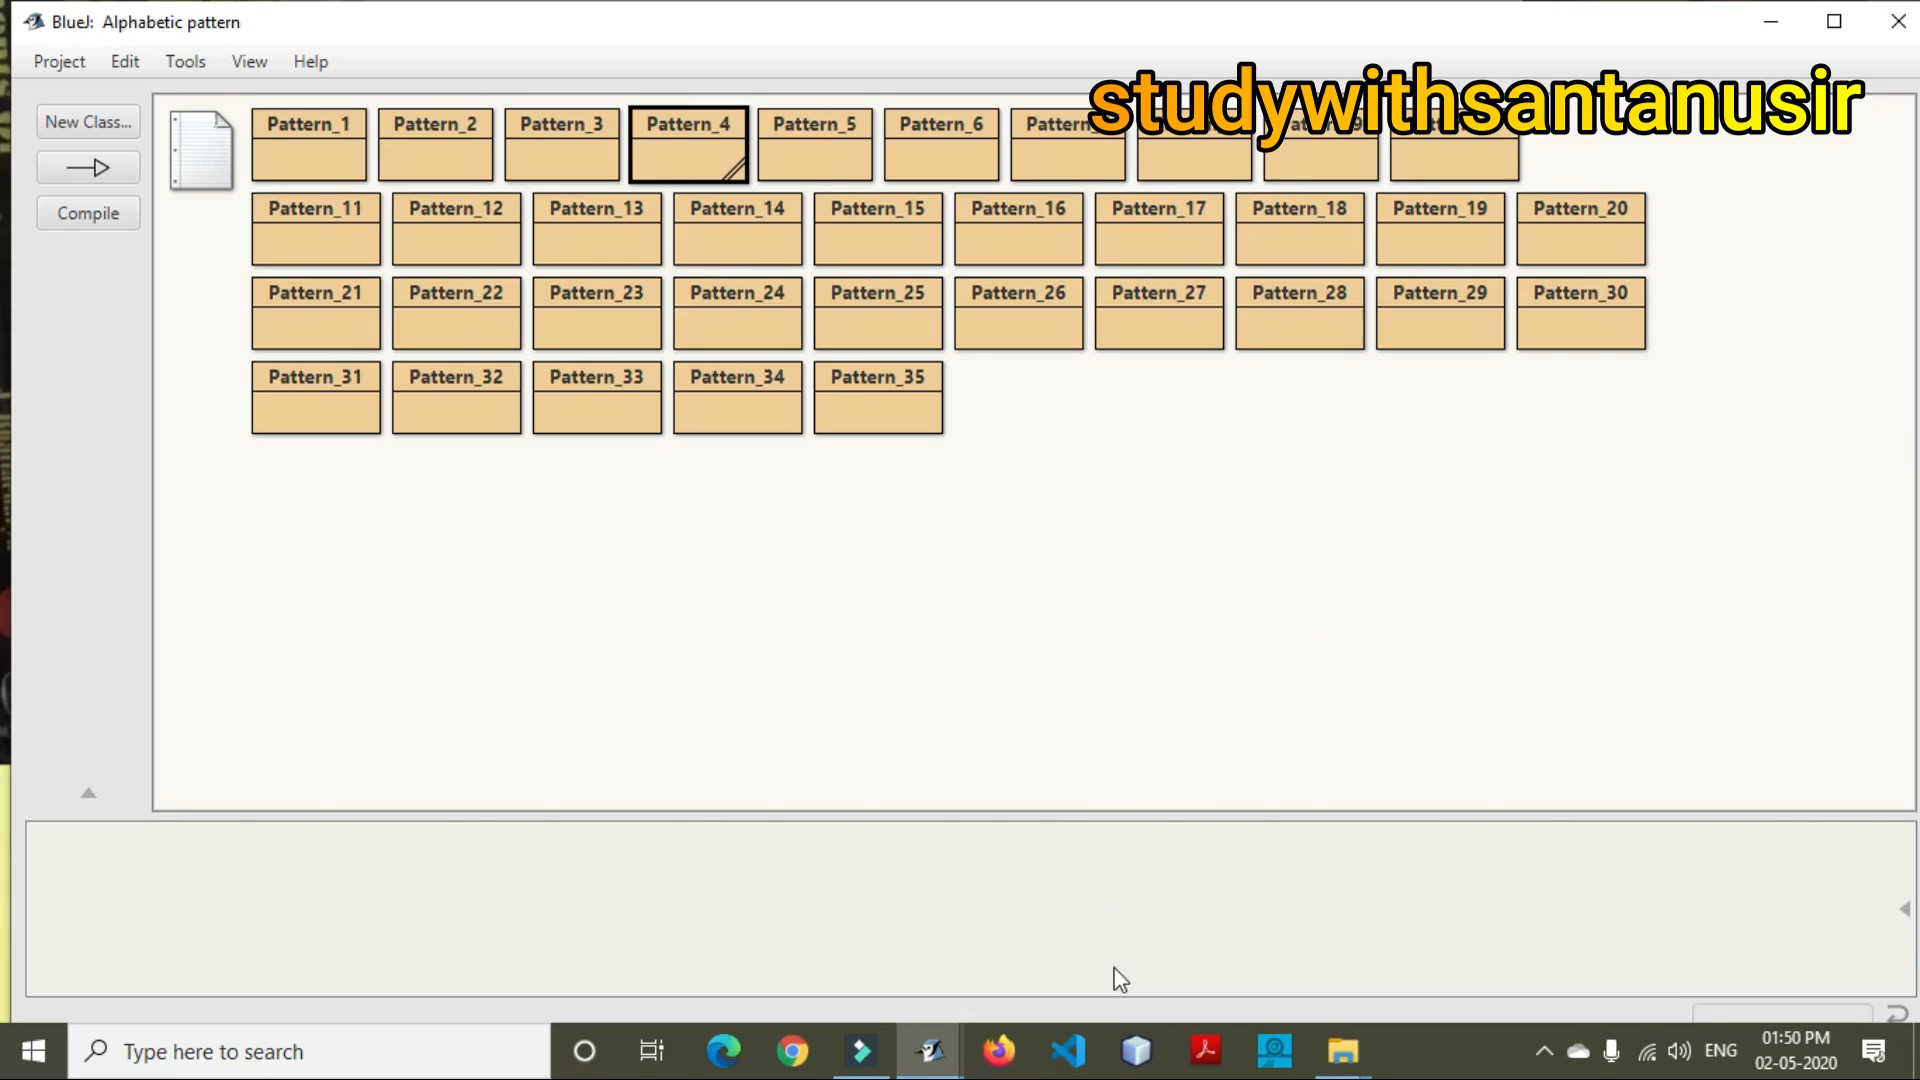 BlueJ: Alphabetic pattern
Project Edit Tools View Help
studywithsantanusir
New Class...
Compile
Pattern_1 Pattern_2 Pattern_3 Pattern_4 Pattern_5 Pattern_6
Pattern_11 Pattern_12 Pattern_13 Pattern_14 Pattern_15 Pattern_16 Pattern_17 Pattern_18 Pattern_19 Pattern_20
Pattern_21 Pattern_22 Pattern_23 Pattern_24 Pattern_25 Pattern_26 Pattern_27 Pattern_28 Pattern_29 Pattern_30
Pattern_31 Pattern_32 Pattern_33 Pattern_34 Pattern_35
Type here to search
ENG
01:50 PM
02-05-2020